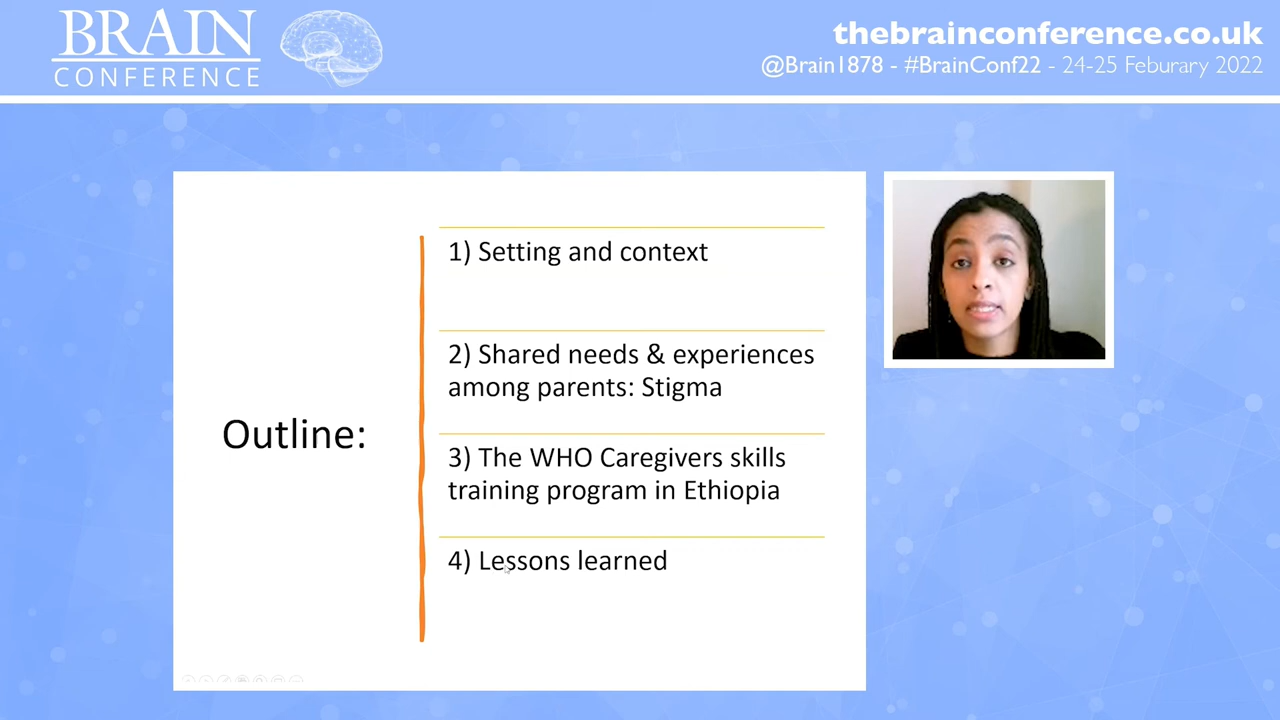 BRAIN
CONFERENCE
thebrainconference.co.uk
@Brain1878 - #BrainConf22 - 24-25 Feburary 2022
Outline:
1) Setting and context
2) Shared needs & experiences
among parents: Stigma
3) The WHO Caregivers skills
training program in Ethiopia
4) Lessons learned